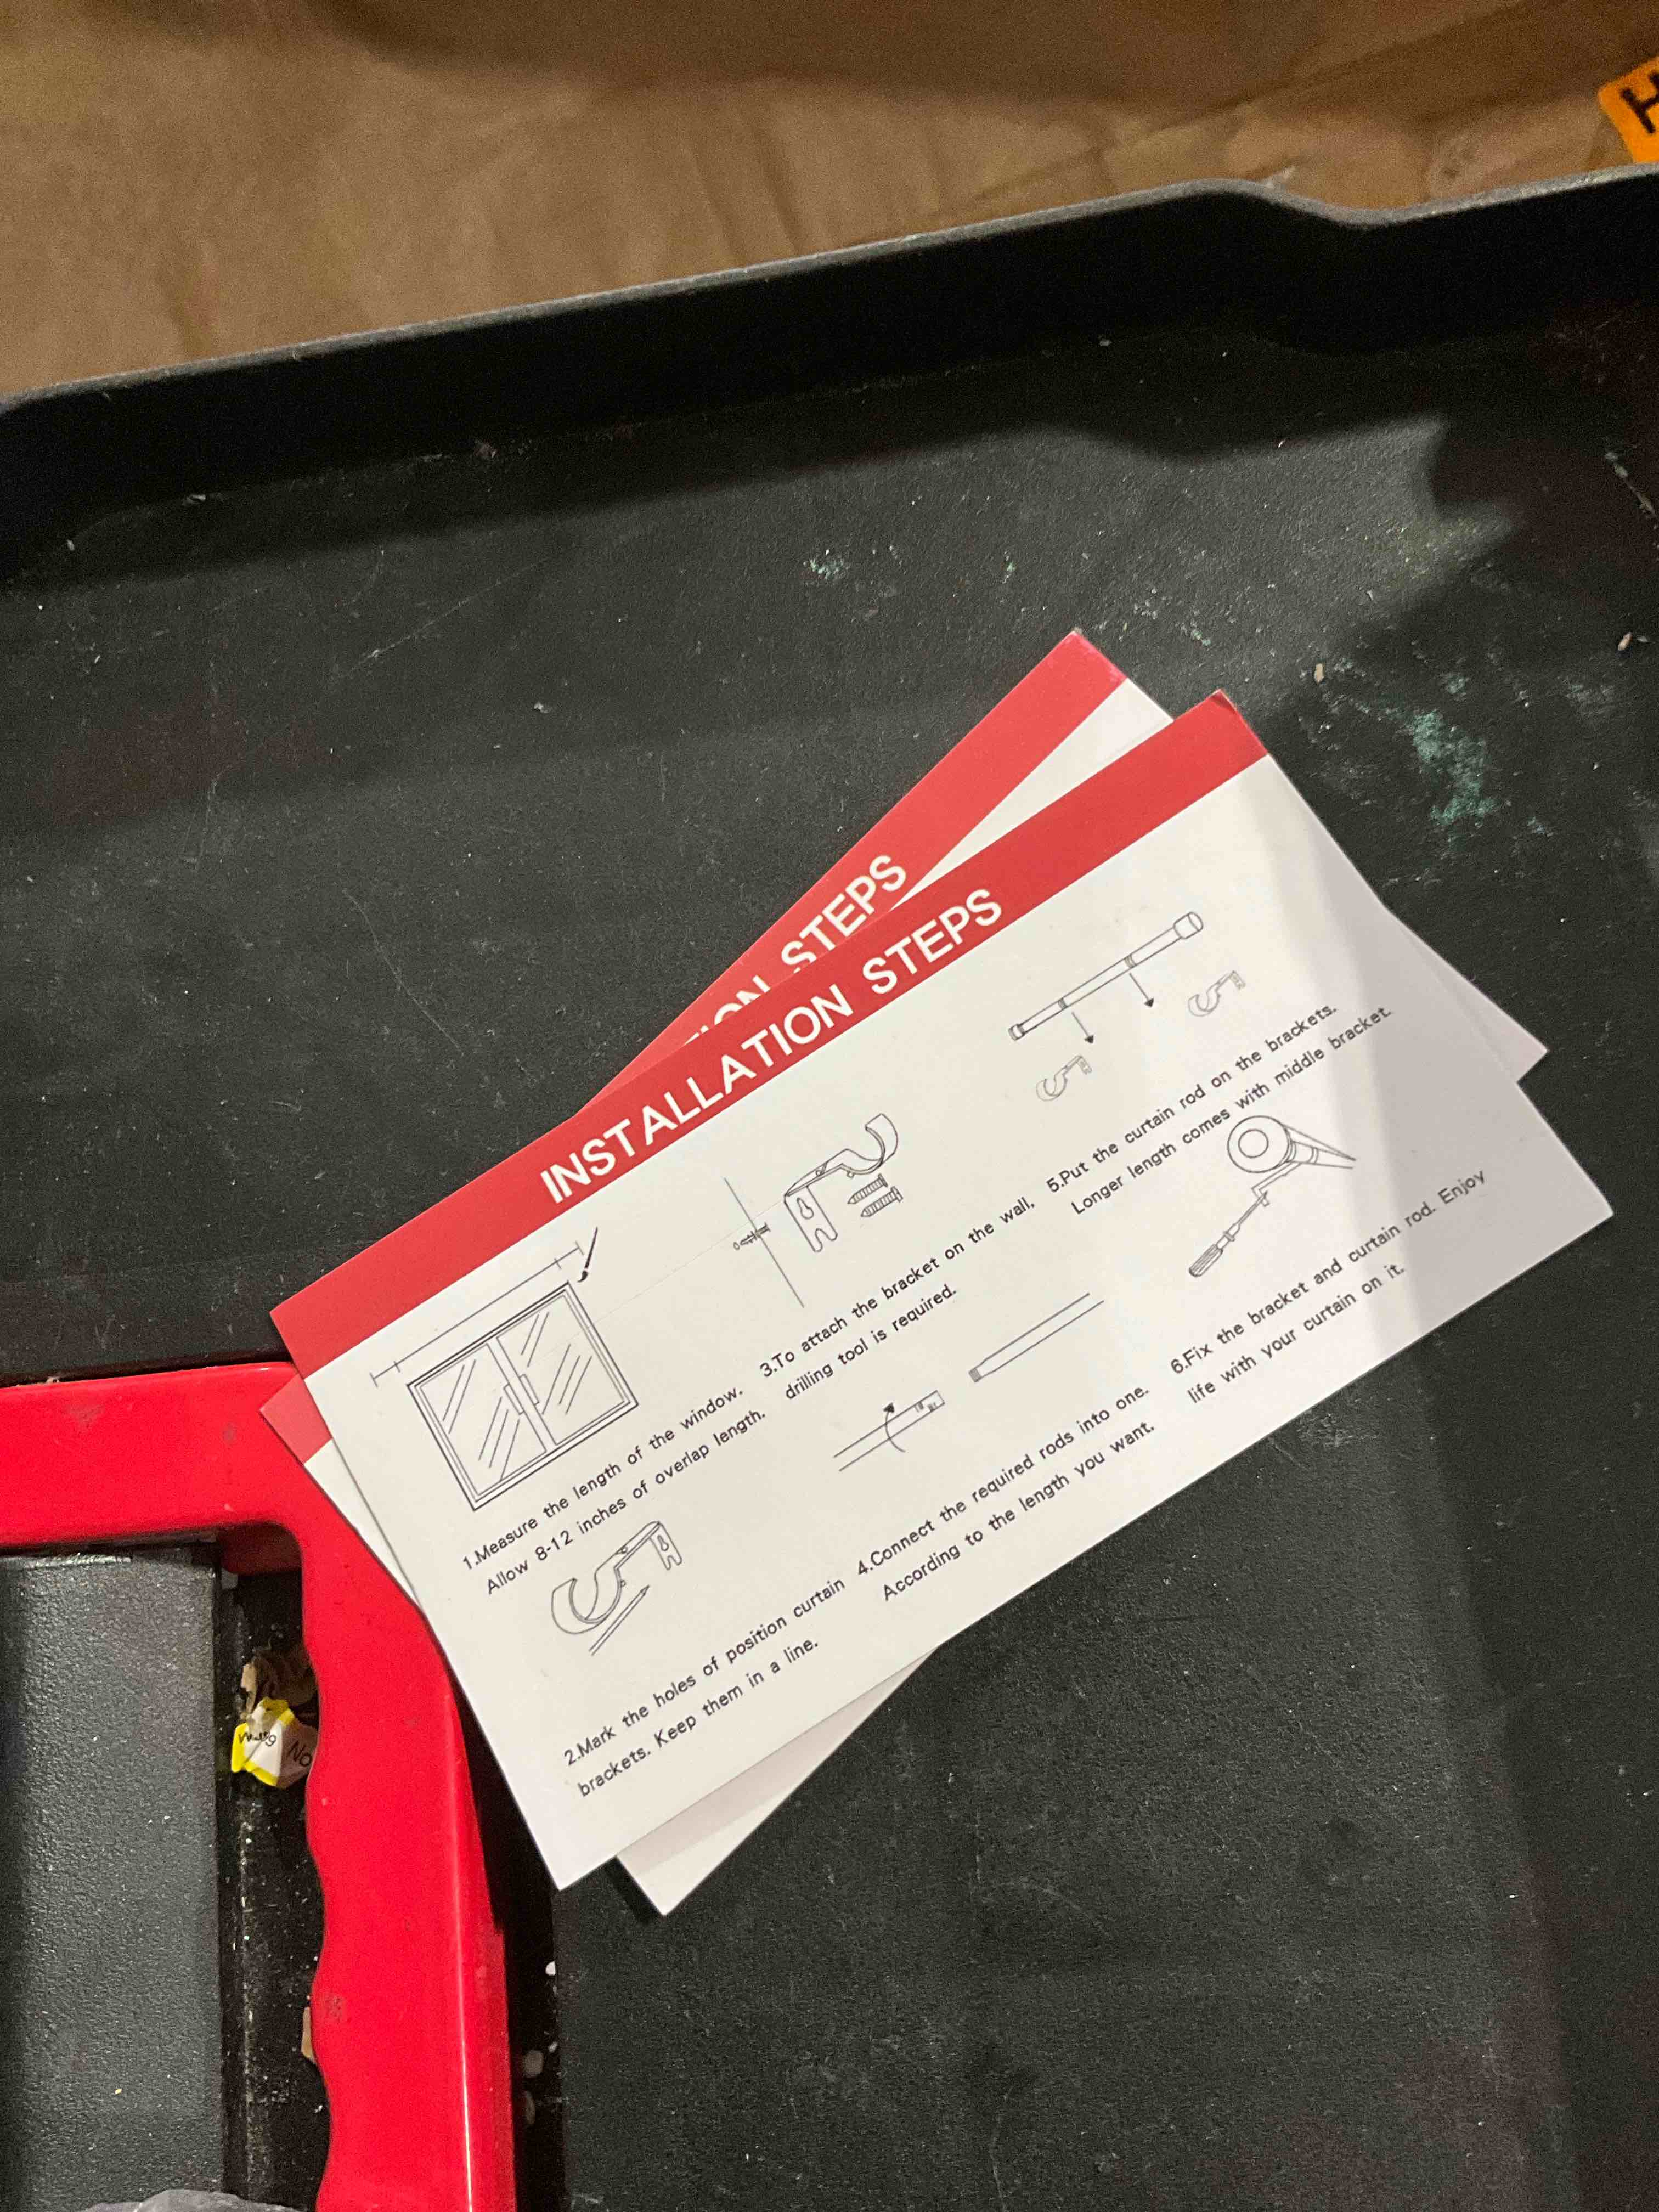 H
ION STEPS
INSTALLATION STEPS
1.Measure the length of the window.
Allow 8-12 inches of overlap length.
2.Mark the holes of position curtain
brackets. Keep them in a line.
3.To attach the bracket on the wall,
drilling tool is required.
4.Connect the required rods into one.
According to the length you want.
5.Put the curtain rod on the brackets.
Longer length comes with middle bracket.
6.Fix the bracket and curtain rod. Enjoy
life with your curtain on it.
No